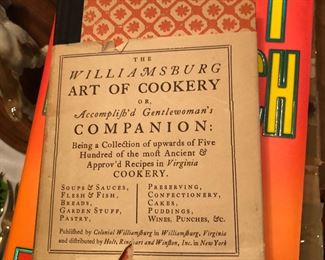 THE
WILLIAMSBURG
ART OF COOKERY
OR,
Accomplish'd Gentlewoman's
COMPANION:
Being a Collection of upwards of Five
Hundred of the most Ancient &
Approv'd Recipes in Virginia
COOKERY.
SOUPS & SAUCES,
FLESH & FISH,
BREADS,
GARDEN STUFF,
PASTRY,
PRESERVING,
CONFECTIONERY,
CAKES,
PUDDINGS,
WINES, PUNCHES, &c.
Published by Colonial Williamsburg in Williamsburg, Virginia
and distributed by Holt, Rinehart and Winston, Inc. in New York